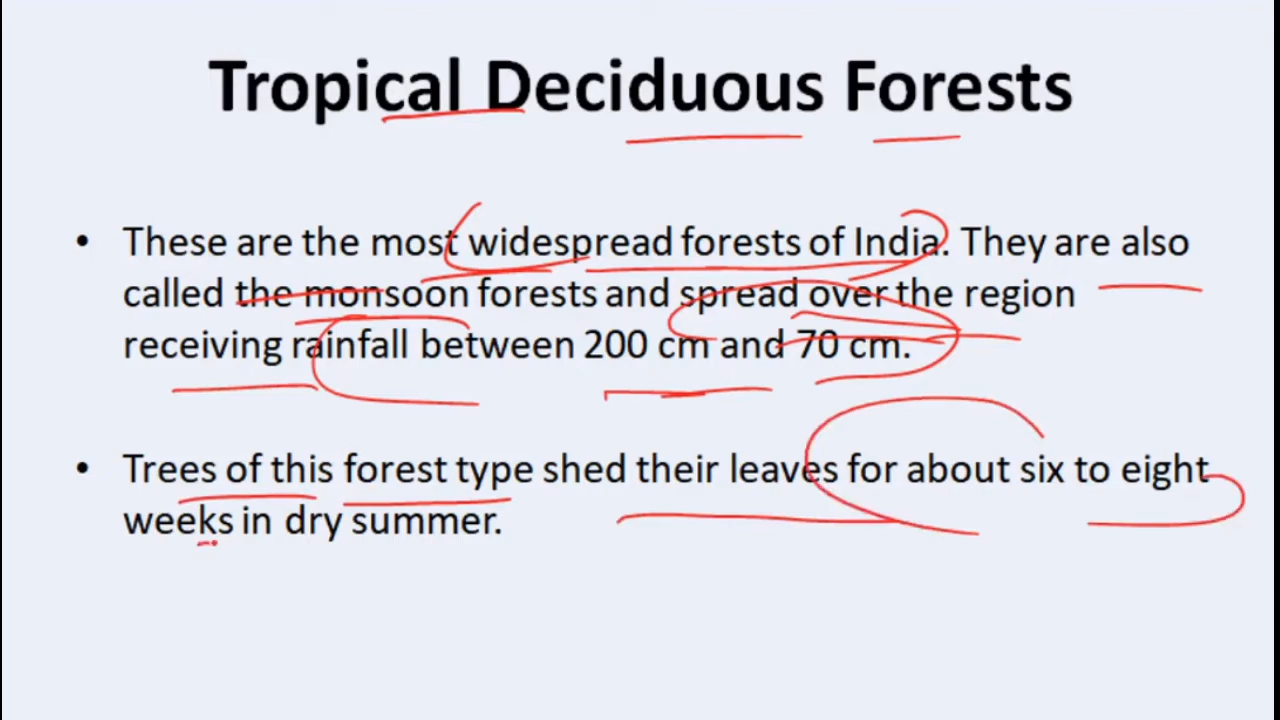 Tropical Deciduous Forests
• These are the most widespread forests of India. They are also
called the monsoon forests and spread over the region
receiving rainfall between 200 cm and 70 cm.
• Trees of this forest type shed their leaves for about six to eight
weeks in dry summer.